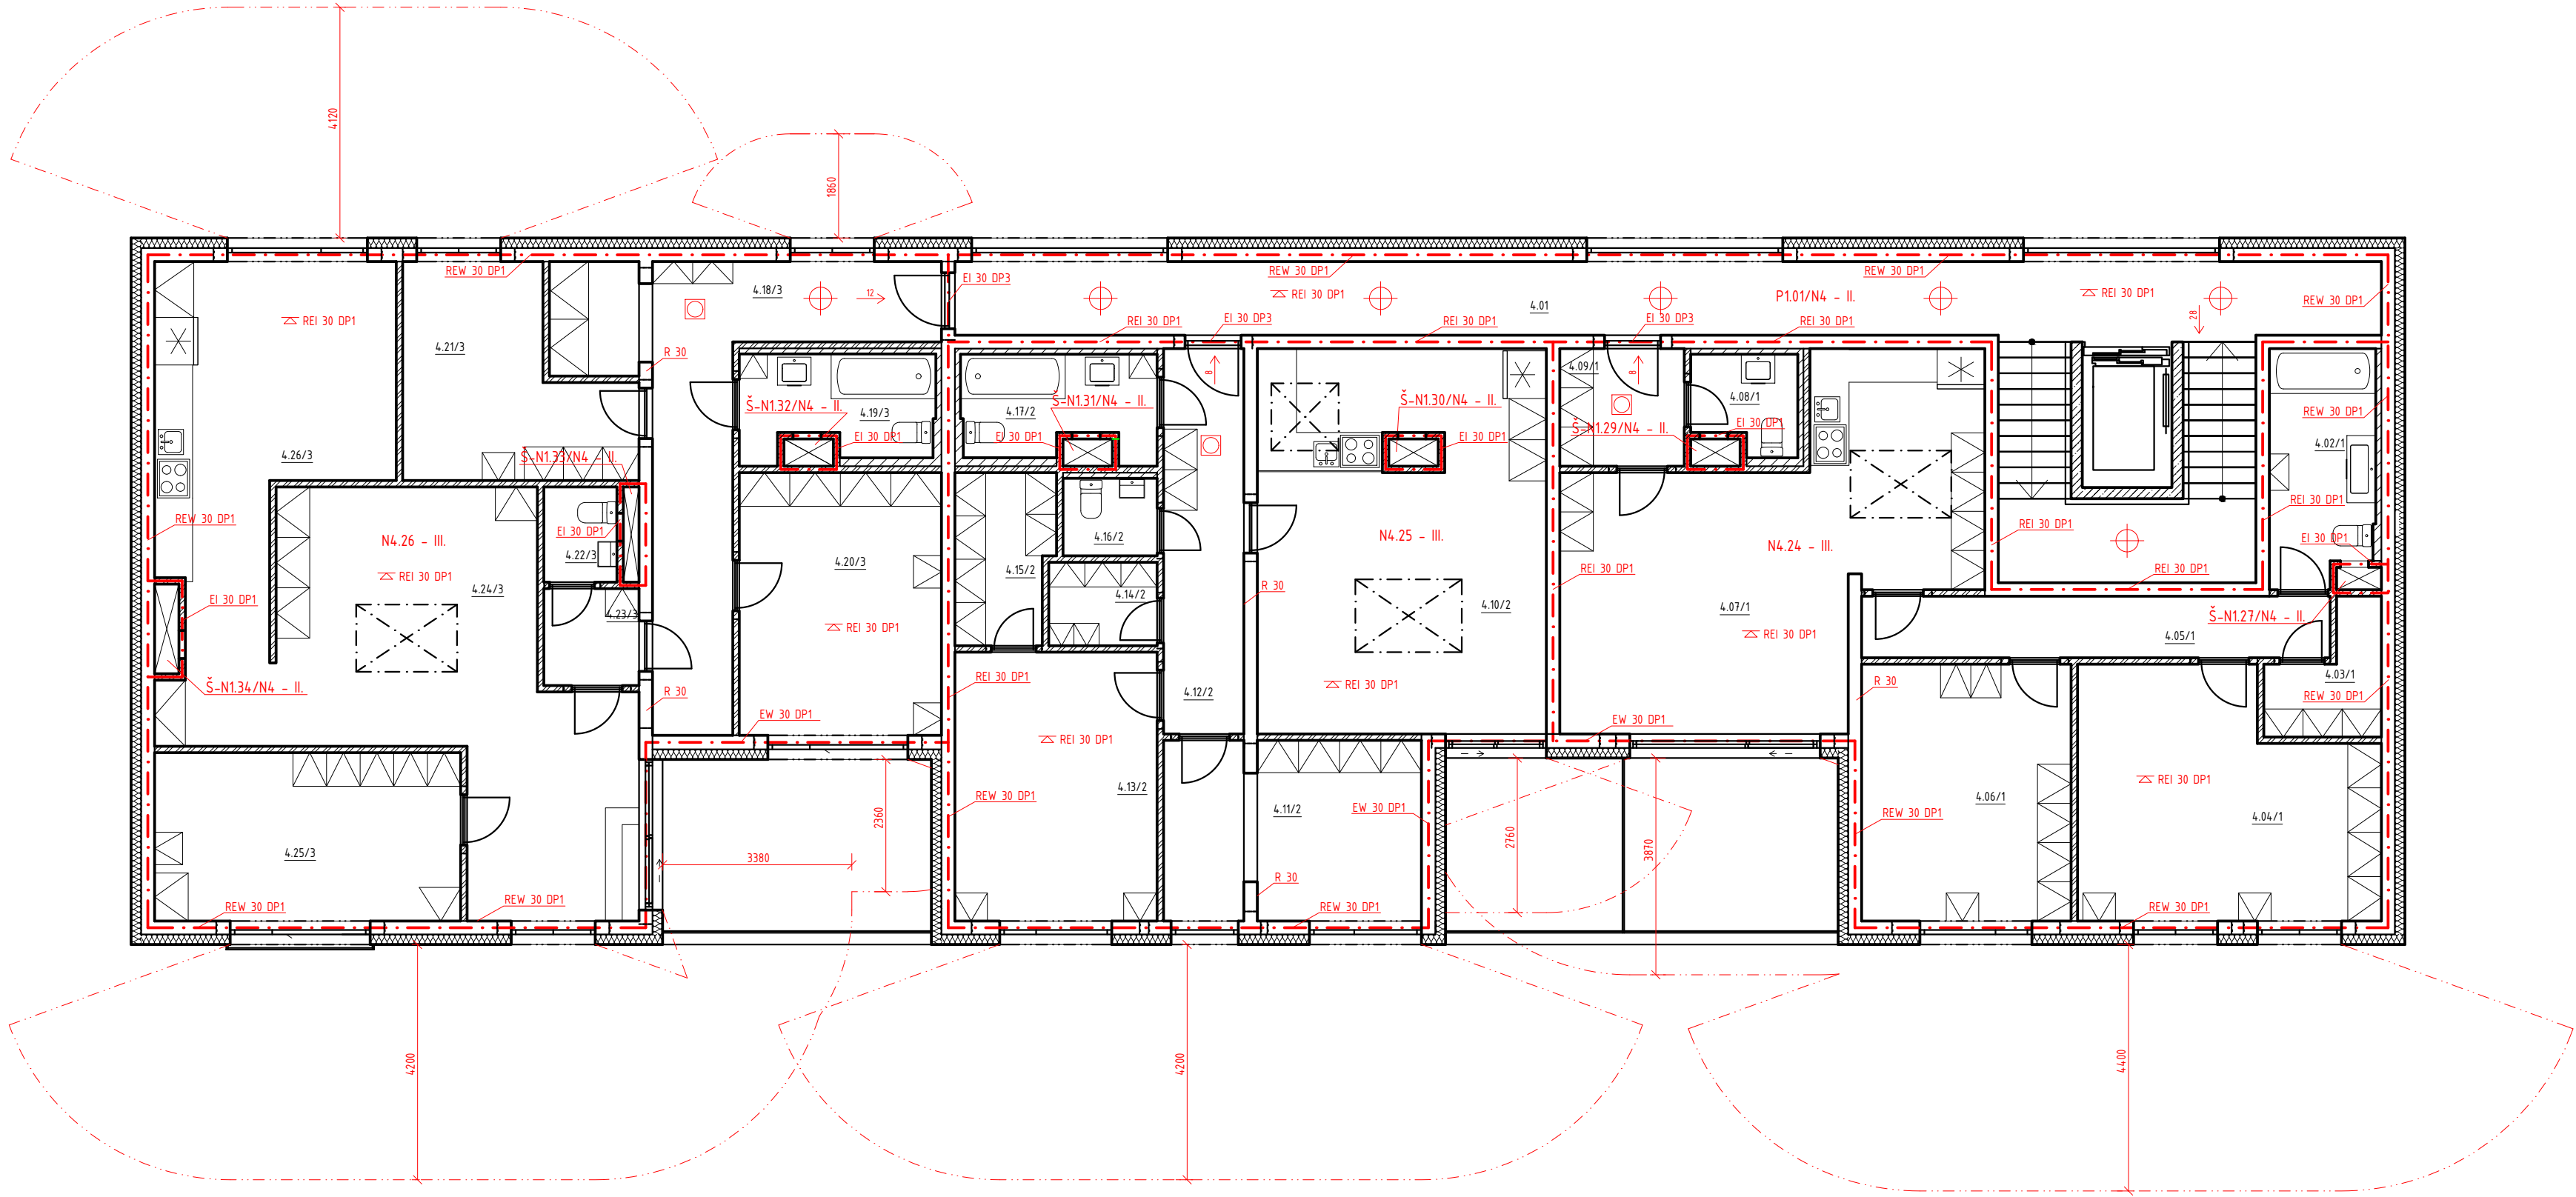 4120
1860
REW 30 DP1
4.18/3
12
EI 30 DP3
REW 30 DP1
REI 30 DP1
4.01
REW 30 DP1
P1.01/N4 - II.
REI 30 DP1
REW 30 DP1
28
REI 30 DP1
REI 30 DP1
EI 30 DP3
REI 30 DP1
EI 30 DP3
REI 30 DP1
4.21/3
R 30
8
4.09/1
8
Š-N1.32/N4 - II.
4.19/3
Š-N1.31/N4 - II.
4.17/2
Š-N1.30/N4 - II.
4.08/1
REW 30 DP1
EI 30 DP1
EI 30 DP1
EI 30 DP1
Š-N1.29/N4 - II.
EI 30 DP1
4.02/1
4.26/3
Š-N1.33/N4 - II.
REI 30 DP1
REW 30 DP1
N4.26 - III.
EI 30 DP1
4.22/3
4.16/2
N4.25 - III.
N4.24 - III.
REI 30 DP1
EI 30 DP1
REI 30 DP1
4.24/3
4.20/3
4.15/2
REI 30 DP1
REI 30 DP1
EI 30 DP1
4.23/3
4.14/2
R 30
4.10/2
4.07/1
Š-N1.27/N4 - II.
REI 30 DP1
REI 30 DP1
4.05/1
Š-N1.34/N4 - II.
R 30
REI 30 DP1
4.12/2
REI 30 DP1
R 30
4.03/1
REW 30 DP1
EW 30 DP1
REI 30 DP1
EW 30 DP1
REI 30 DP1
4.13/2
REW 30 DP1
4.11/2
EW 30 DP1
REW 30 DP1
4.06/1
4.04/1
2360
2760
3870
4.25/3
3380
R 30
REW 30 DP1
REW 30 DP1
REW 30 DP1
REW 30 DP1
4200
4200
4400